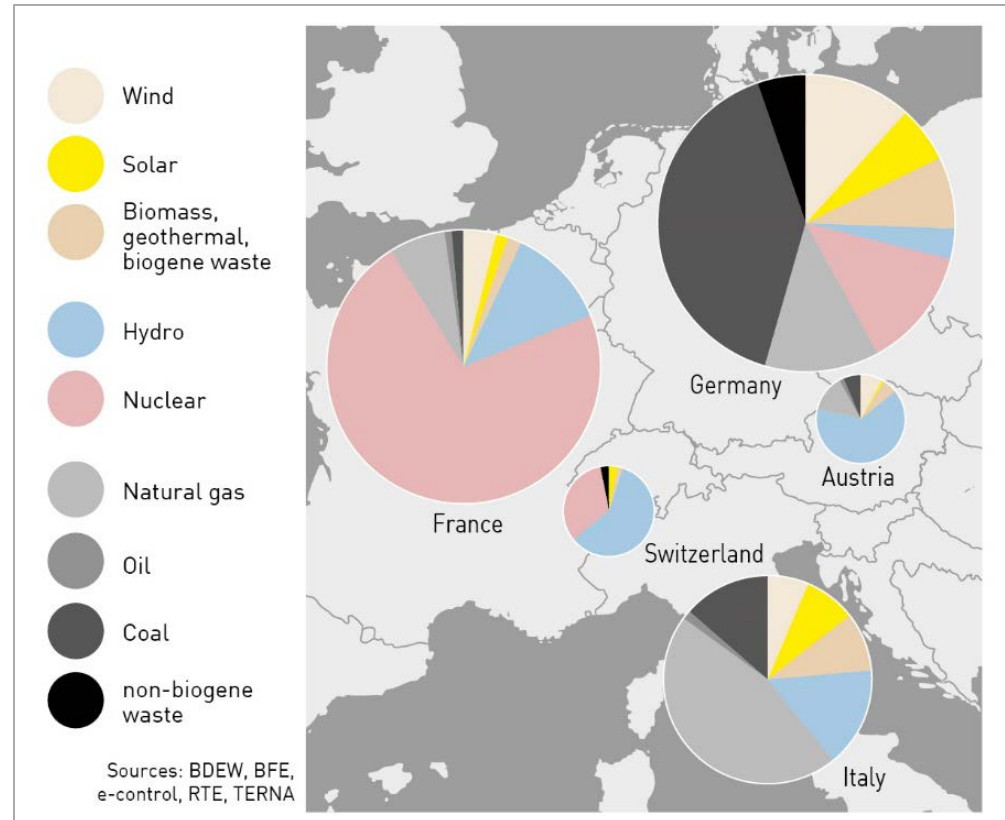 Wind
Solar
Biomass,
geothermal,
biogene waste
Hydro
Nuclear
Natural gas
Oil
Coal
non-biogene
waste
Sources: BDEW, BFE,
e-control, RTE, TERNA
Germany
Austria
France
Switzerland
Italy